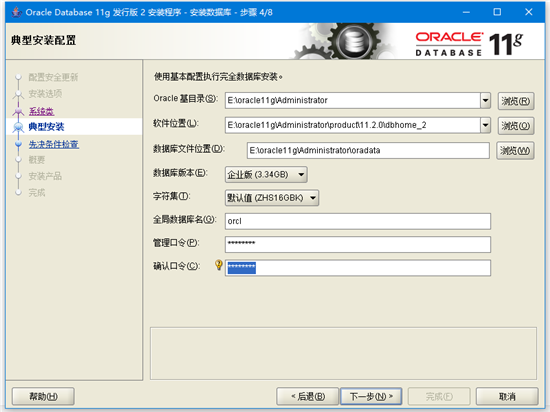 Oracle Database 11g 发行版 2 安装程序 - 安装数据库 - 步骤 4/8
典型安装配置
ORACLE
DATABASE 11g
配置安全更新
安装选项
系统类
典型安装
先决条件检查
概要
安装产品
完成
使用基本配置执行完全数据库安装。
Oracle 基目录(S): E:\oracle11g\Administrator 浏览(R)
软件位置(L): E:\oracle11g\Administrator\product\11.2.0\dbhome_2 浏览(O)
数据库文件位置(D): E:\oracle11g\Administrator\oradata 浏览(W)
数据库版本(E): 企业版 (3.34GB)
字符集(T): 默认值 (ZHS16GBK)
全局数据库名(G): orcl
管理口令(P): ********
确认口令(C): ********
帮助(H) < 后退(B) 下一步(N) > 完成(F) 取消